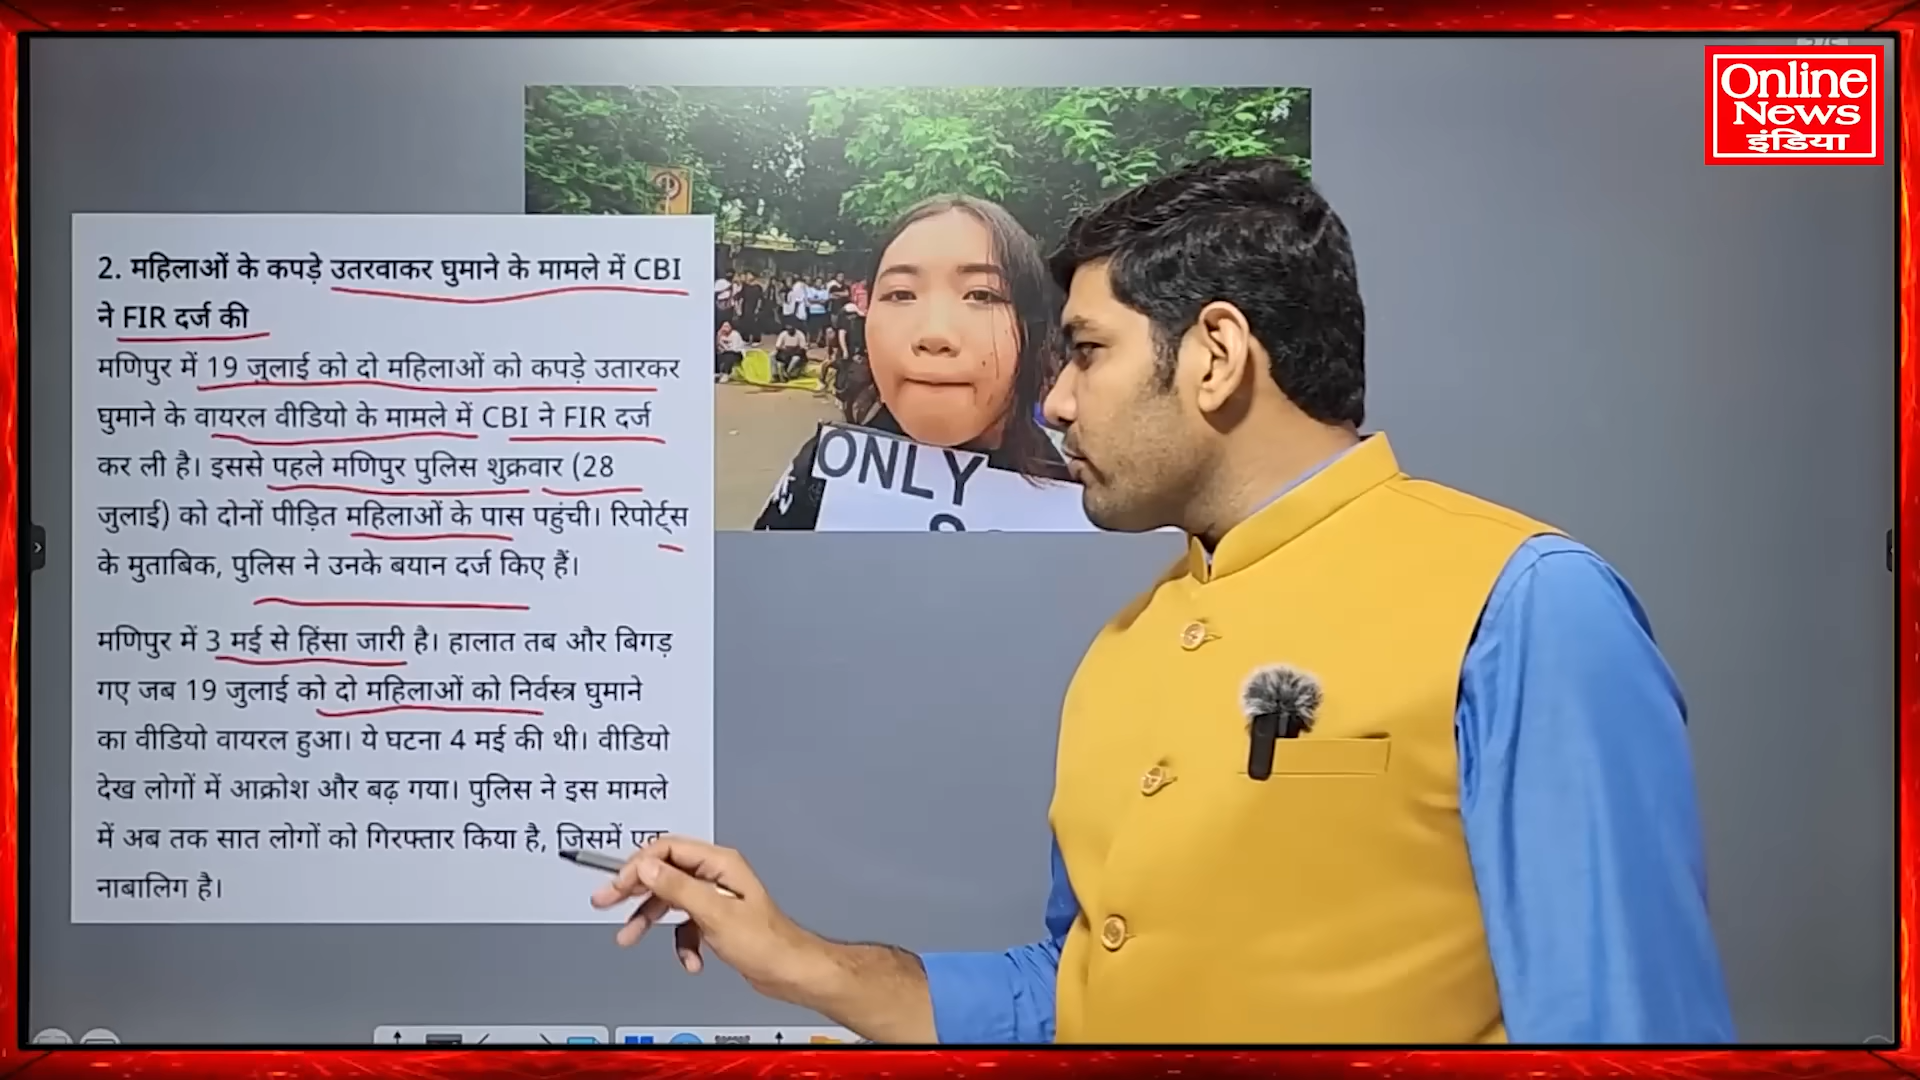 Online
News
इंडिया
2. महिलाओं के कपड़े उतरवाकर घुमाने के मामले में CBI
ने FIR दर्ज की
मणिपुर में 19 जुलाई को दो महिलाओं को कपड़े उतारकर
घुमाने के वायरल वीडियो के मामले में CBI ने FIR दर्ज
कर ली है। इससे पहले मणिपुर पुलिस शुक्रवार (28
जुलाई) को दोनों पीड़ित महिलाओं के पास पहुंची। रिपोर्ट्स
के मुताबिक, पुलिस ने उनके बयान दर्ज किए हैं।
मणिपुर में 3 मई से हिंसा जारी है। हालात तब और बिगड़
गए जब 19 जुलाई को दो महिलाओं को निर्वस्त्र घुमाने
का वीडियो वायरल हुआ। ये घटना 4 मई की थी। वीडियो
देख लोगों में आक्रोश और बढ़ गया। पुलिस ने इस मामले
में अब तक सात लोगों को गिरफ्तार किया है, जिसमें एक
नाबालिग है।
ONLY